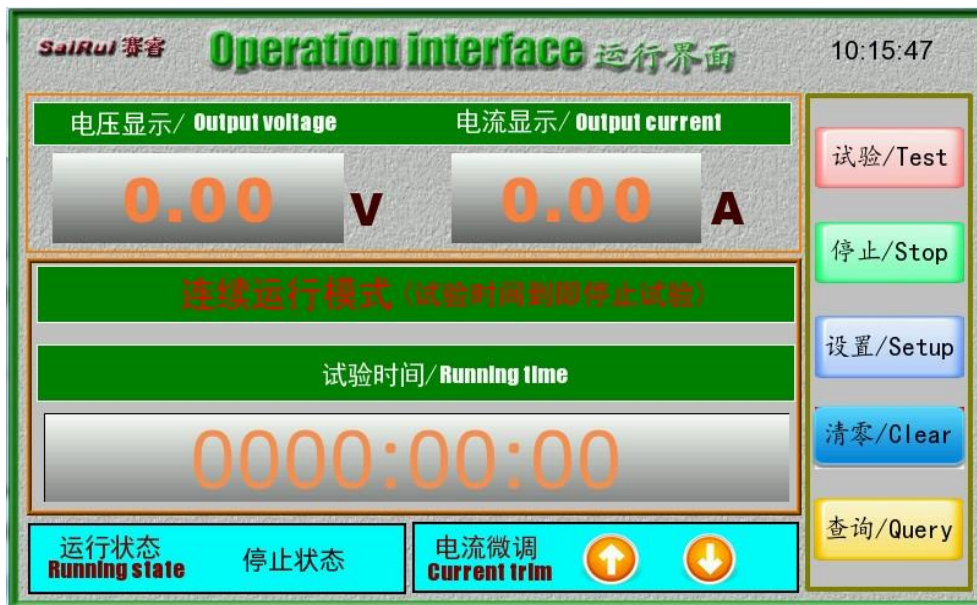 SaiRui 赛睿 Operation interface 运行界面 10:15:47
电压显示/ Output voltage 电流显示/ Output current
0.00 V 0.00 A
连续运行模式 (试验时间到即停止试验)
试验时间/Running time
0000:00:00
运行状态
Running state 停止状态
电流微调
Current trim
试验/Test
停止/Stop
设置/Setup
清零/Clear
查询/Query